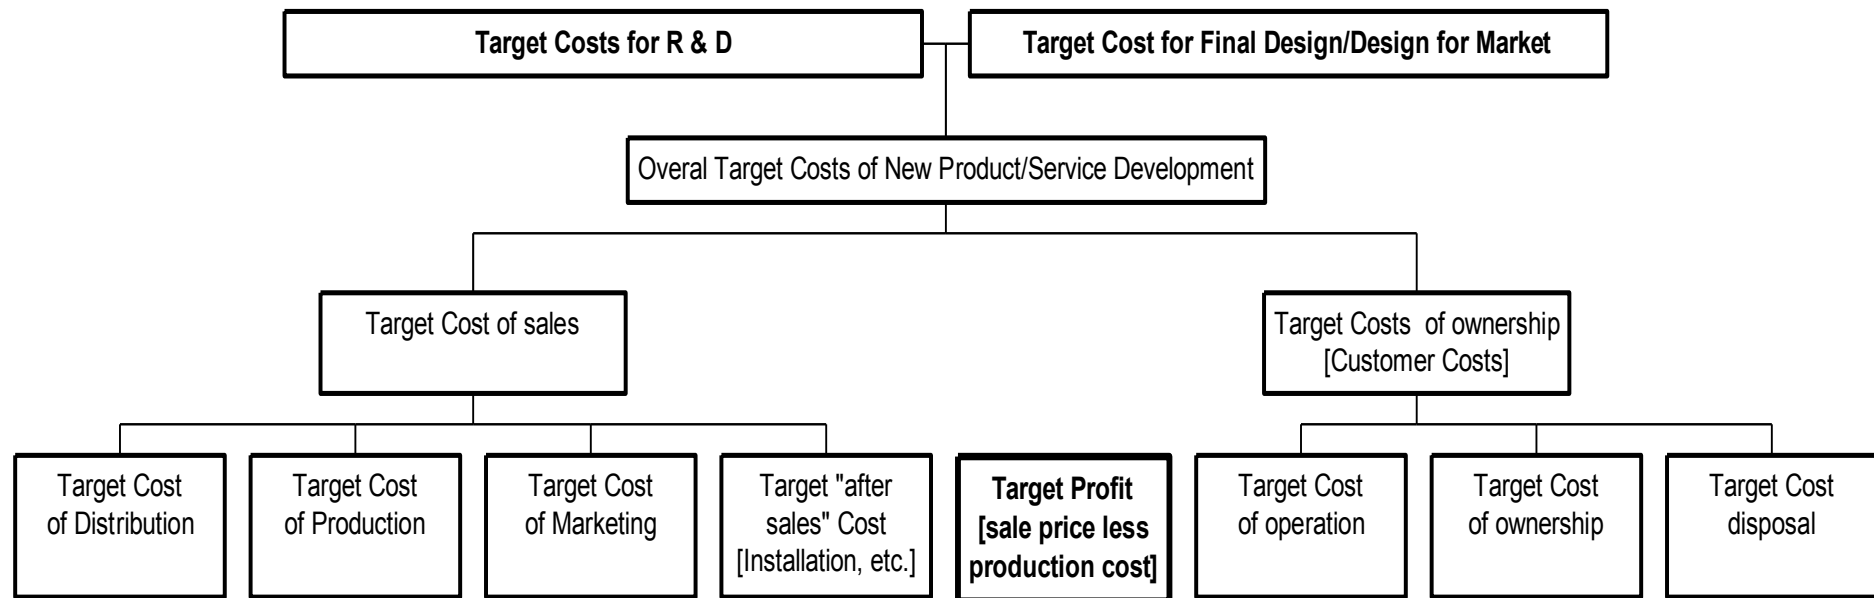 Target Costs for R & D
Target Cost for Final Design/Design for Market
Overal Target Costs of New Product/Service Development
Target Cost of sales
Target Costs of ownership
[Customer Costs]
Target Cost
of Distribution
Target Cost
of Production
Target Cost
of Marketing
Target "after
sales" Cost
[Installation, etc.]
Target Profit
[sale price less
production cost]
Target Cost
of operation
Target Cost
of ownership
Target Cost
disposal